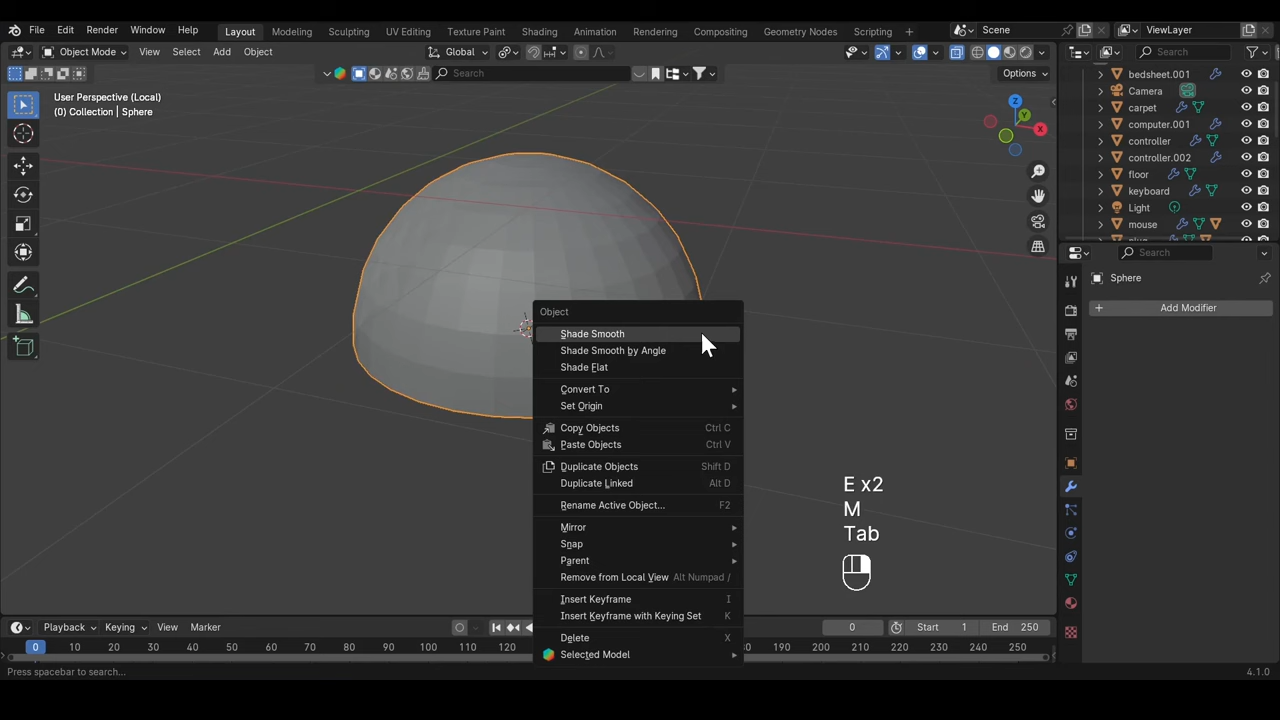 File Edit Render Window Help Layout Modeling Sculpting UV Editing Texture Paint Shading Animation Rendering Compositing Geometry Nodes Scripting + Scene ViewLayer
Object Mode View Select Add Object Global Search
Search Options
User Perspective (Local)
(0) Collection | Sphere
Z
Y
X
bedsheet.001
Camera
carpet
computer.001
controller
controller.002
floor
keyboard
Light
mouse
Search
Sphere
+ Add Modifier
Object
Shade Smooth
Shade Smooth by Angle
Shade Flat
Convert To
Set Origin
Copy Objects Ctrl C
Paste Objects Ctrl V
Duplicate Objects Shift D
Duplicate Linked Alt D
Rename Active Object... F2
Mirror
Snap
Parent
Remove from Local View Alt Numpad /
Insert Keyframe I
Insert Keyframe with Keying Set K
Delete X
Selected Model
E x2
M
Tab
Playback Keying View Marker 0 Start 1 End 250
0 10 20 30 40 50 60 70 80 90 100 110 120 150 160 170 180 190 200 210 220 230 240 250
Press spacebar to search... 4.1.0